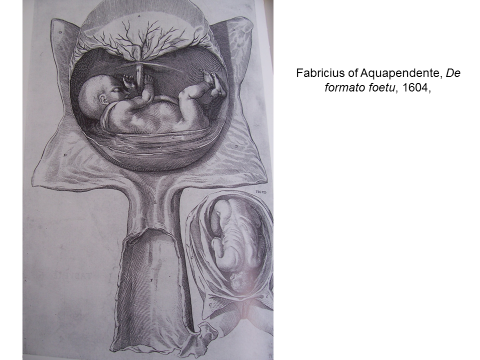 Fabricius of Aquapendente, De
formato foetu, 1604,